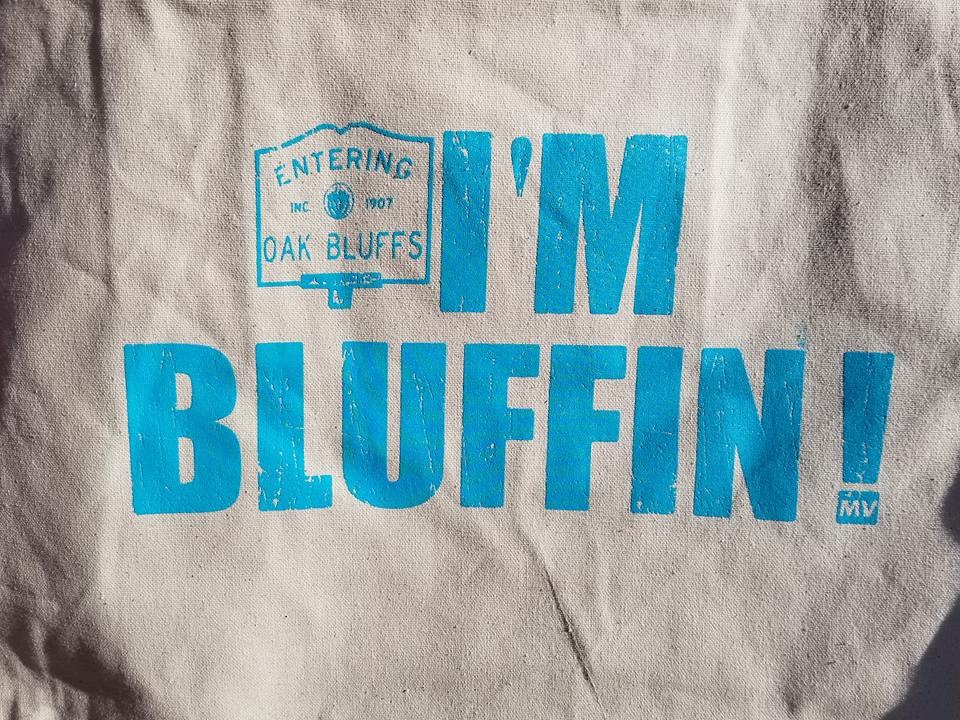 ENTERING
INC. 1907
OAK BLUFFS
I'M
BLUFFIN!
MV